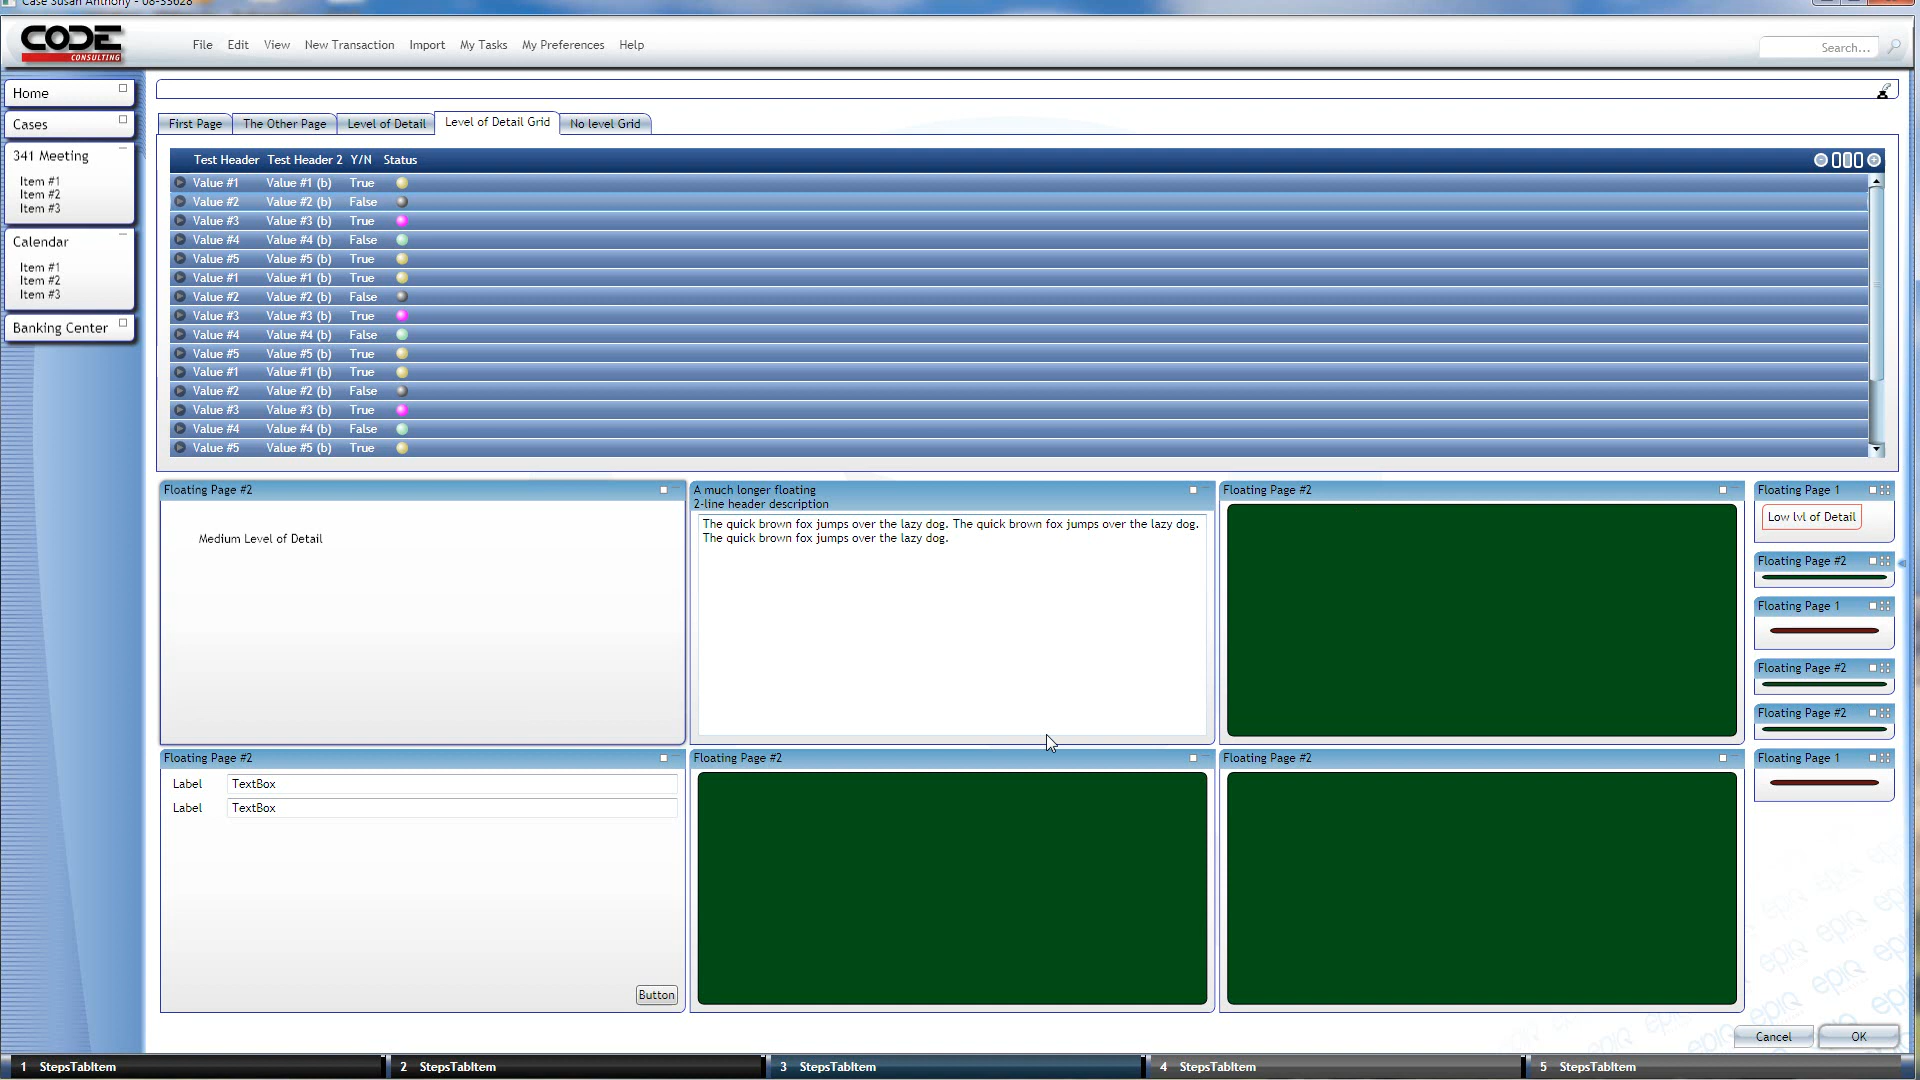 Case Susan Anthony - 08-55628
CODE
CONSULTING
File Edit View New Transaction Import My Tasks My Preferences Help
Search...
Home
Cases
341 Meeting
Item #1
Item #2
Item #3
Calendar
Item #1
Item #2
Item #3
Banking Center
First Page The Other Page Level of Detail Level of Detail Grid No level Grid
Test Header Test Header 2 Y/N Status
Value #1 Value #1 (b) True
Value #2 Value #2 (b) False
Value #3 Value #3 (b) True
Value #4 Value #4 (b) False
Value #5 Value #5 (b) True
Value #1 Value #1 (b) True
Value #2 Value #2 (b) False
Value #3 Value #3 (b) True
Value #4 Value #4 (b) False
Value #5 Value #5 (b) True
Value #1 Value #1 (b) True
Value #2 Value #2 (b) False
Value #3 Value #3 (b) True
Value #4 Value #4 (b) False
Value #5 Value #5 (b) True
Floating Page #2
Medium Level of Detail
A much longer floating
2-line header description
The quick brown fox jumps over the lazy dog. The quick brown fox jumps over the lazy dog.
The quick brown fox jumps over the lazy dog.
Floating Page #2
Floating Page 1
Low lvl of Detail
Floating Page #2
Floating Page 1
Floating Page #2
Floating Page #2
Floating Page 1
Floating Page #2
Label TextBox
Label TextBox
Button
Floating Page #2
Floating Page #2
epiq
Cancel OK
1 StepsTabItem 2 StepsTabItem 3 StepsTabItem 4 StepsTabItem 5 StepsTabItem